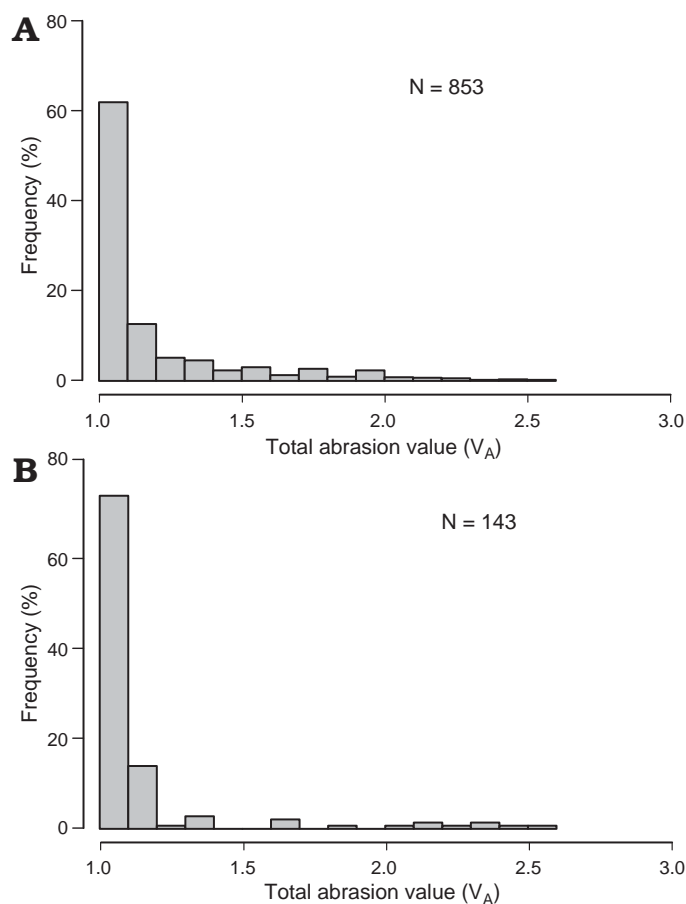 A
80
60
40
20
0
Frequency (%)
N = 853
1.0 1.5 2.0 2.5 3.0
Total abrasion value (VA)
B
80
60
40
20
0
Frequency (%)
N = 143
1.0 1.5 2.0 2.5 3.0
Total abrasion value (VA)